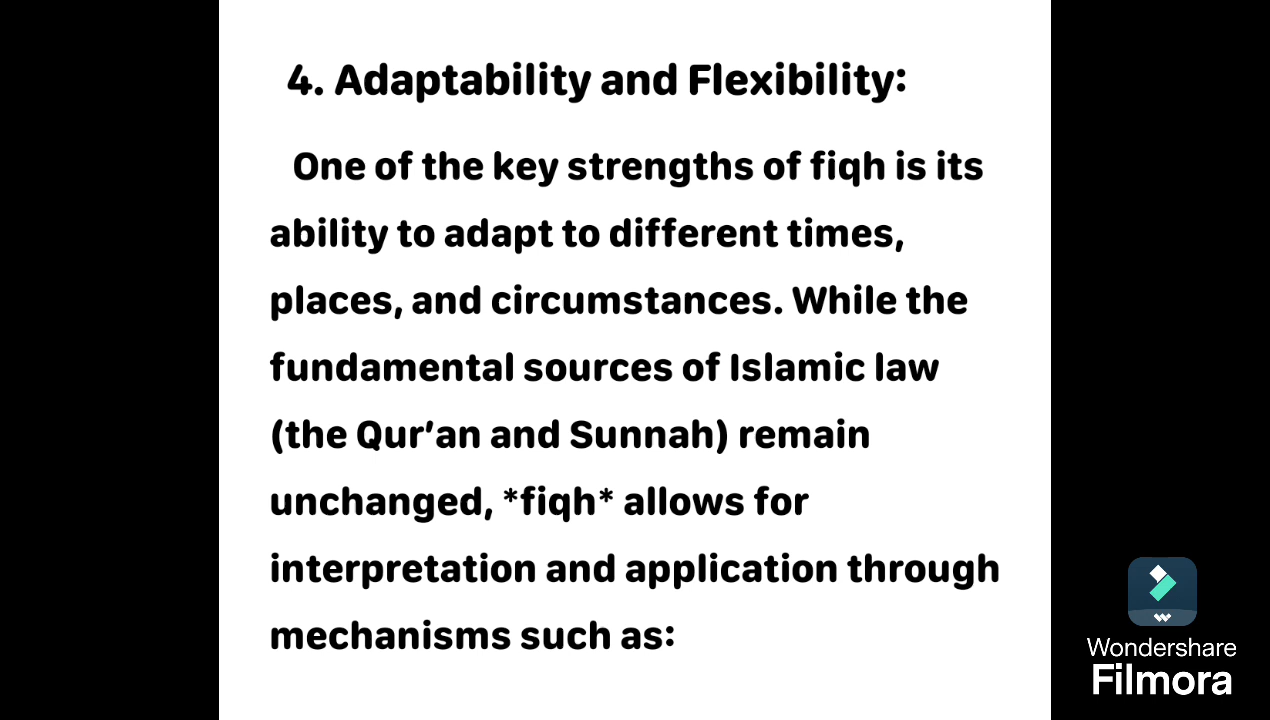 4. Adaptability and Flexibility:
One of the key strengths of fiqh is its
ability to adapt to different times,
places, and circumstances. While the
fundamental sources of Islamic law
(the Qur’an and Sunnah) remain
unchanged, *fiqh* allows for
interpretation and application through
mechanisms such as:
Wondershare
Filmora